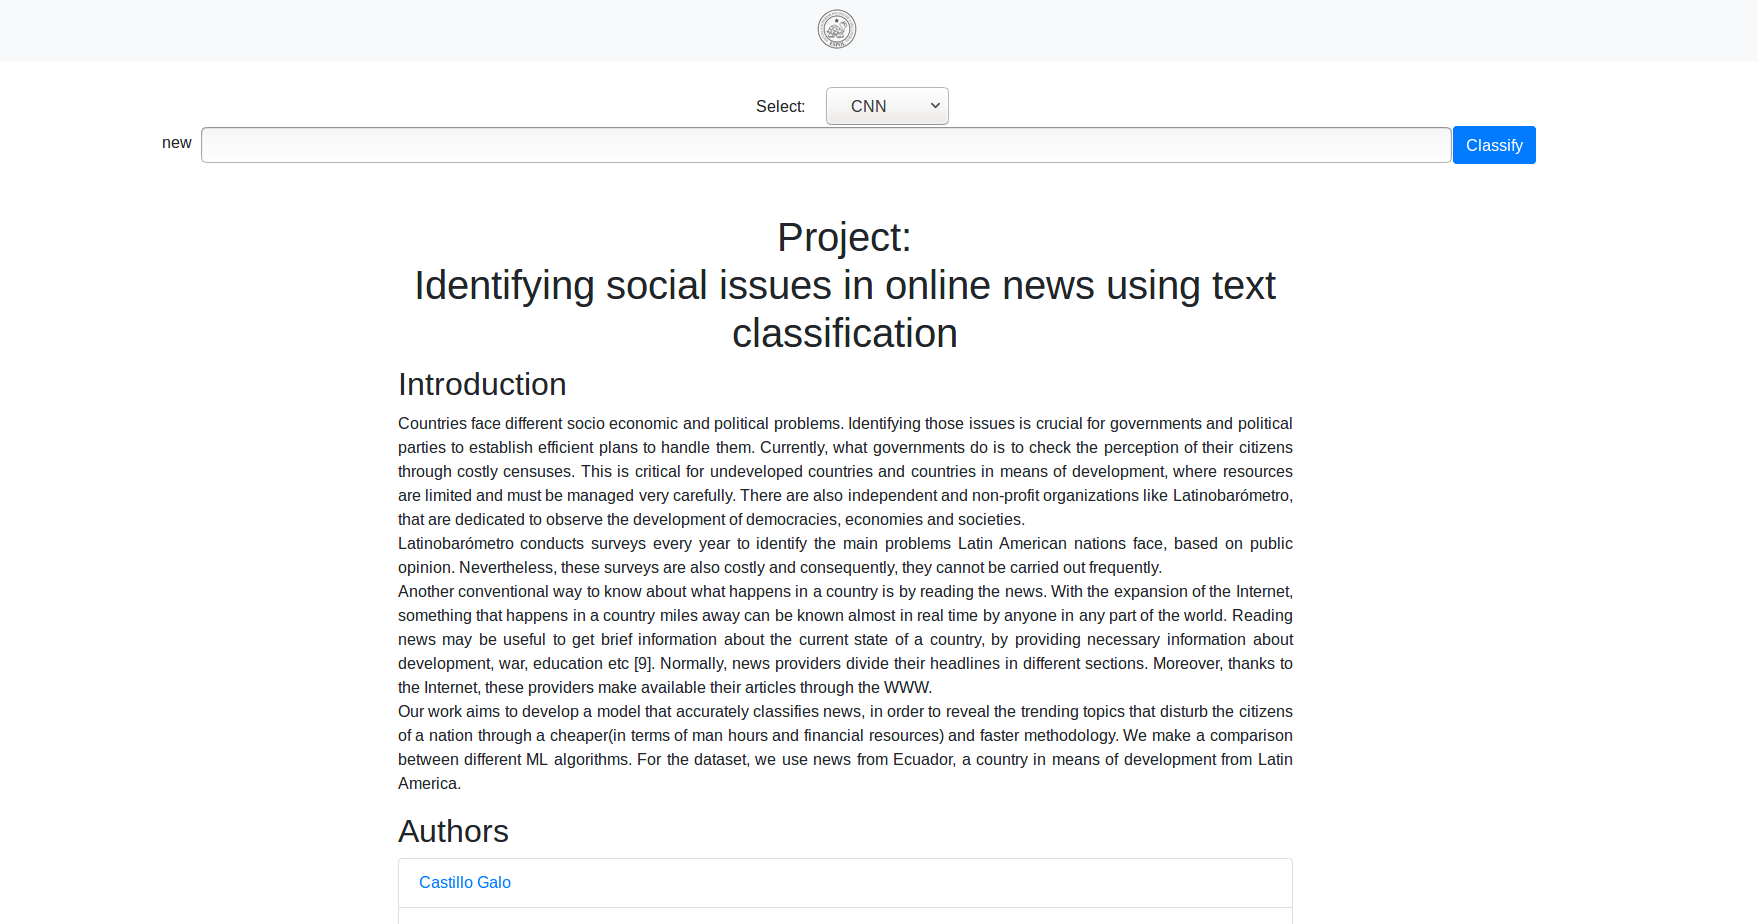 ESPOL
Select:
CNN
new
Classify
Project:
Identifying social issues in online news using text
classification
Introduction
Countries face different socio economic and political problems. Identifying those issues is crucial for governments and political
parties to establish efficient plans to handle them. Currently, what governments do is to check the perception of their citizens
through costly censuses. This is critical for undeveloped countries and countries in means of development, where resources
are limited and must be managed very carefully. There are also independent and non-profit organizations like Latinobarómetro,
that are dedicated to observe the development of democracies, economies and societies.
Latinobarómetro conducts surveys every year to identify the main problems Latin American nations face, based on public
opinion. Nevertheless, these surveys are also costly and consequently, they cannot be carried out frequently.
Another conventional way to know about what happens in a country is by reading the news. With the expansion of the Internet,
something that happens in a country miles away can be known almost in real time by anyone in any part of the world. Reading
news may be useful to get brief information about the current state of a country, by providing necessary information about
development, war, education etc [9]. Normally, news providers divide their headlines in different sections. Moreover, thanks to
the Internet, these providers make available their articles through the WWW.
Our work aims to develop a model that accurately classifies news, in order to reveal the trending topics that disturb the citizens
of a nation through a cheaper(in terms of man hours and financial resources) and faster methodology. We make a comparison
between different ML algorithms. For the dataset, we use news from Ecuador, a country in means of development from Latin
America.
Authors
Castillo Galo